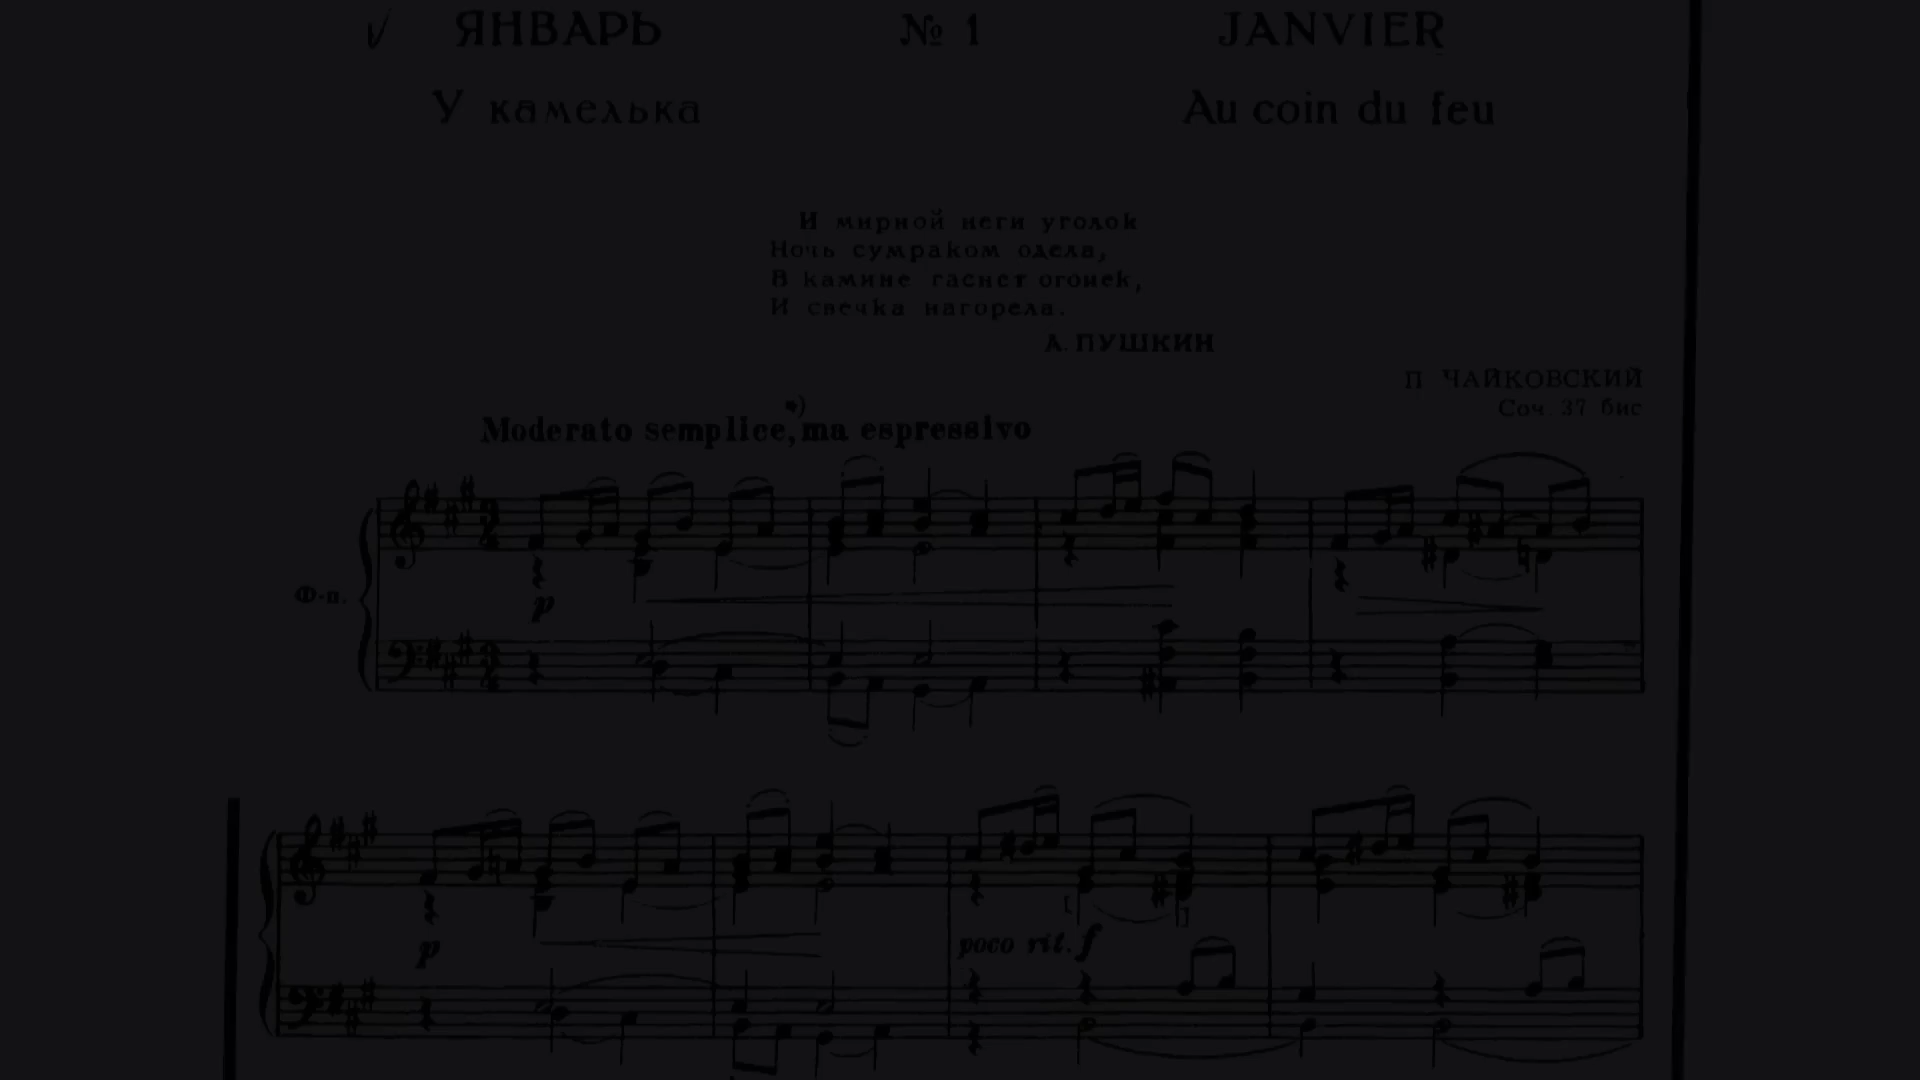 ЯНВАРЬ № 1 JANVIER
У камелька Au coin du feu
И мирной неги уголок
Ночь сумраком одела,
В камине гаснет огонек,
И свечка нагорела.
А. ПУШКИН
П ЧАЙКОВСКИЙ
Соч. 37 бис
Moderato semplice, ma espressivo *)
Ф-п.
p
p poco rit. f